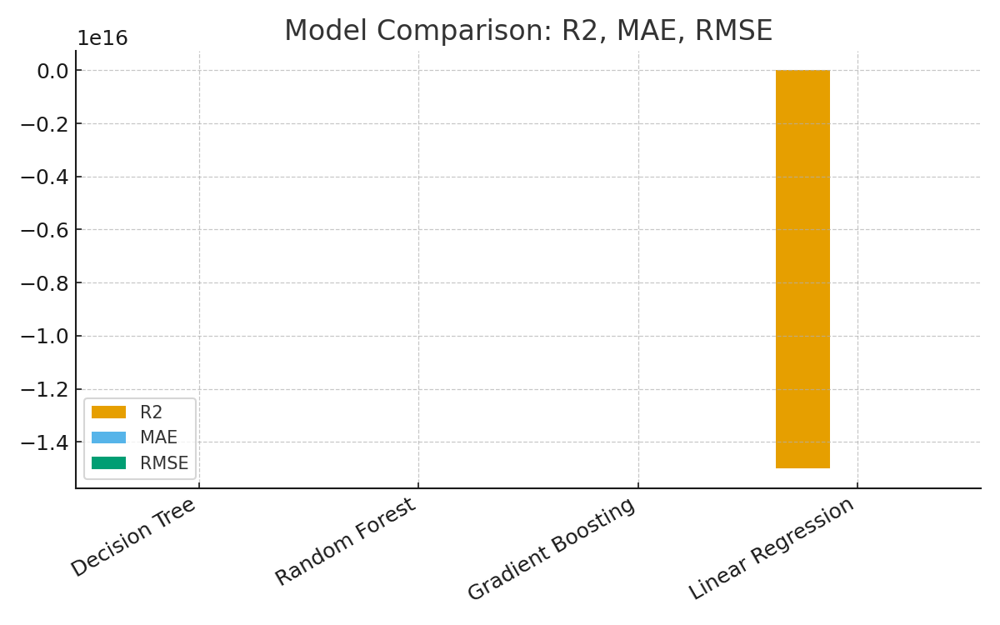 Model Comparison: R2, MAE, RMSE
1e16
0.0
−0.2
−0.4
−0.6
−0.8
−1.0
−1.2
−1.4
R2
MAE
RMSE
Decision Tree
Random Forest
Gradient Boosting
Linear Regression